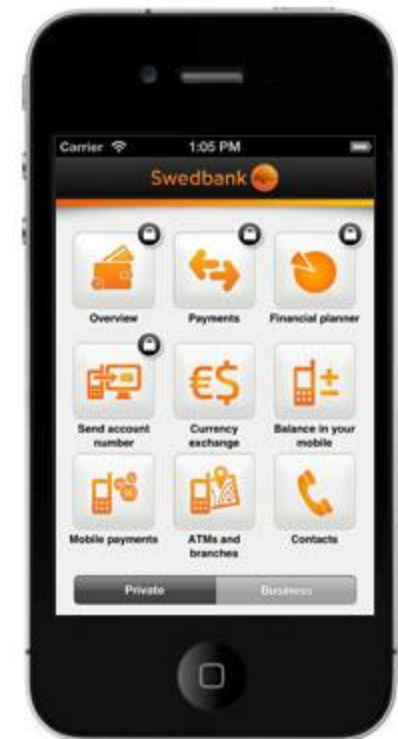 Carrier 1:05 PM
Swedbank
Overview Payments Financial planner
Send account number Currency exchange Balance in your mobile
Mobile payments ATMs and branches Contacts
Private Business